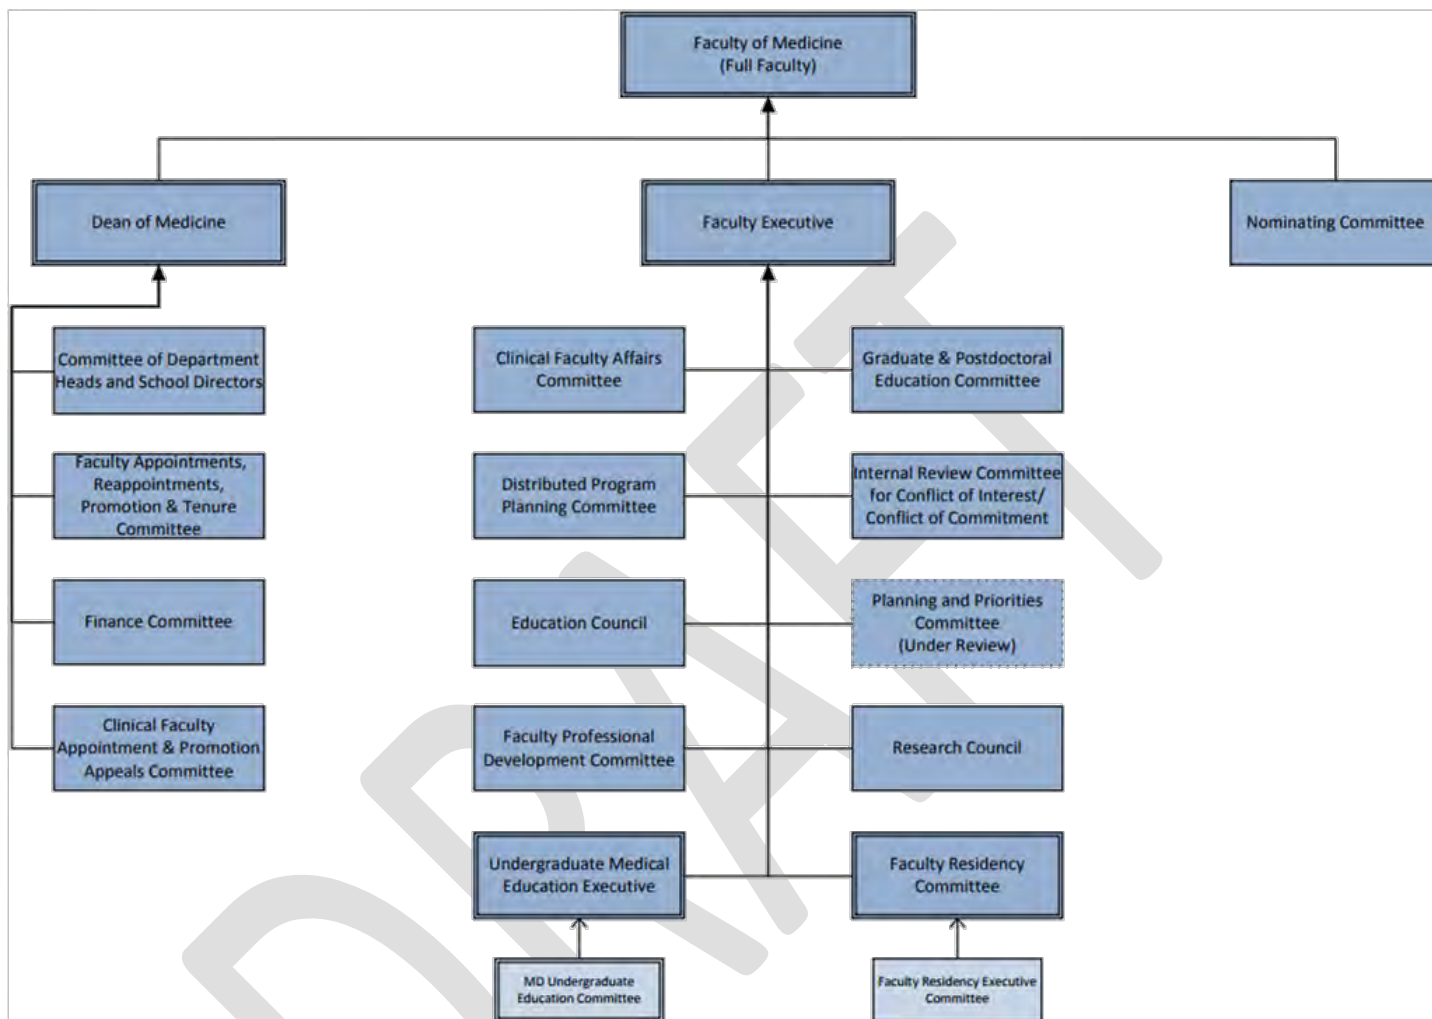 Faculty of Medicine
(Full Faculty)
Dean of Medicine
Faculty Executive
Nominating Committee
Committee of Department
Heads and School Directors
Clinical Faculty Affairs
Committee
Graduate & Postdoctoral
Education Committee
Faculty Appointments,
Reappointments,
Promotion & Tenure
Committee
Distributed Program
Planning Committee
Internal Review Committee
for Conflict of Interest/
Conflict of Commitment
Finance Committee
Education Council
Planning and Priorities
Committee
(Under Review)
Clinical Faculty
Appointment & Promotion
Appeals Committee
Faculty Professional
Development Committee
Research Council
Undergraduate Medical
Education Executive
Faculty Residency
Committee
MD Undergraduate
Education Committee
Faculty Residency Executive
Committee
DRAFT